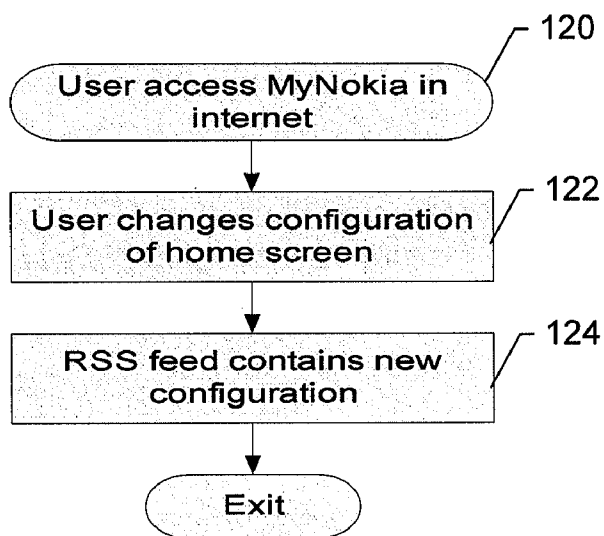 120
User access MyNokia in
internet
122
User changes configuration
of home screen
124
RSS feed contains new
configuration
Exit